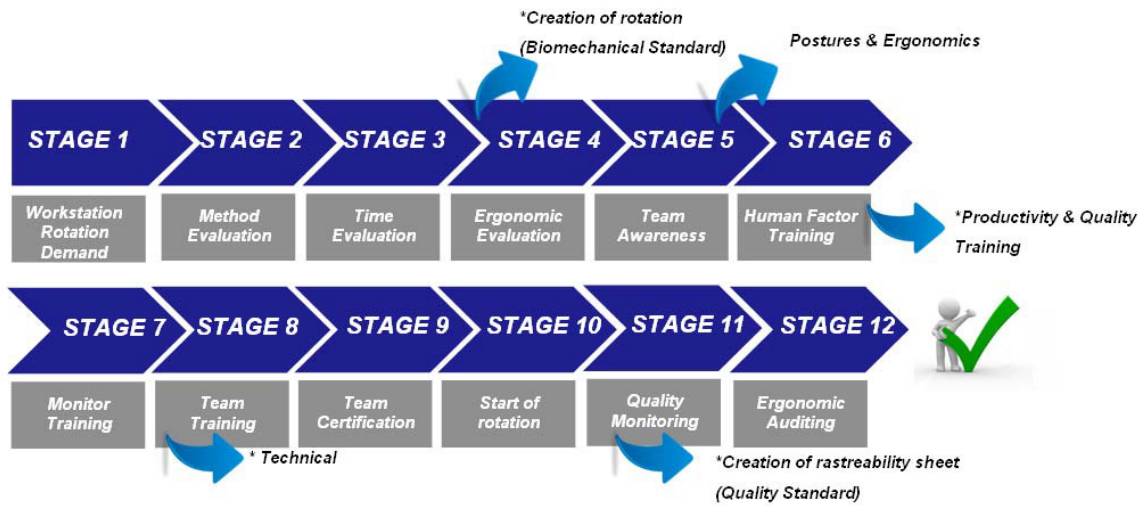 *Creation of rotation
(Biomechanical Standard)
Postures & Ergonomics
STAGE 1
STAGE 2
STAGE 3
STAGE 4
STAGE 5
STAGE 6
Workstation
Rotation
Demand
Method
Evaluation
Time
Evaluation
Ergonomic
Evaluation
Team
Awareness
Human Factor
Training
*Productivity & Quality
Training
STAGE 7
STAGE 8
STAGE 9
STAGE 10
STAGE 11
STAGE 12
Monitor
Training
Team
Training
Team
Certification
Start of
rotation
Quality
Monitoring
Ergonomic
Auditing
* Technical
*Creation of rastreability sheet
(Quality Standard)